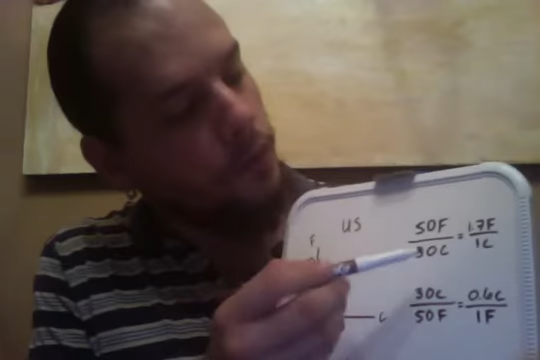 US
F
50F = 1.7F
30C 1C
30C = 0.6C
50F 1F
C